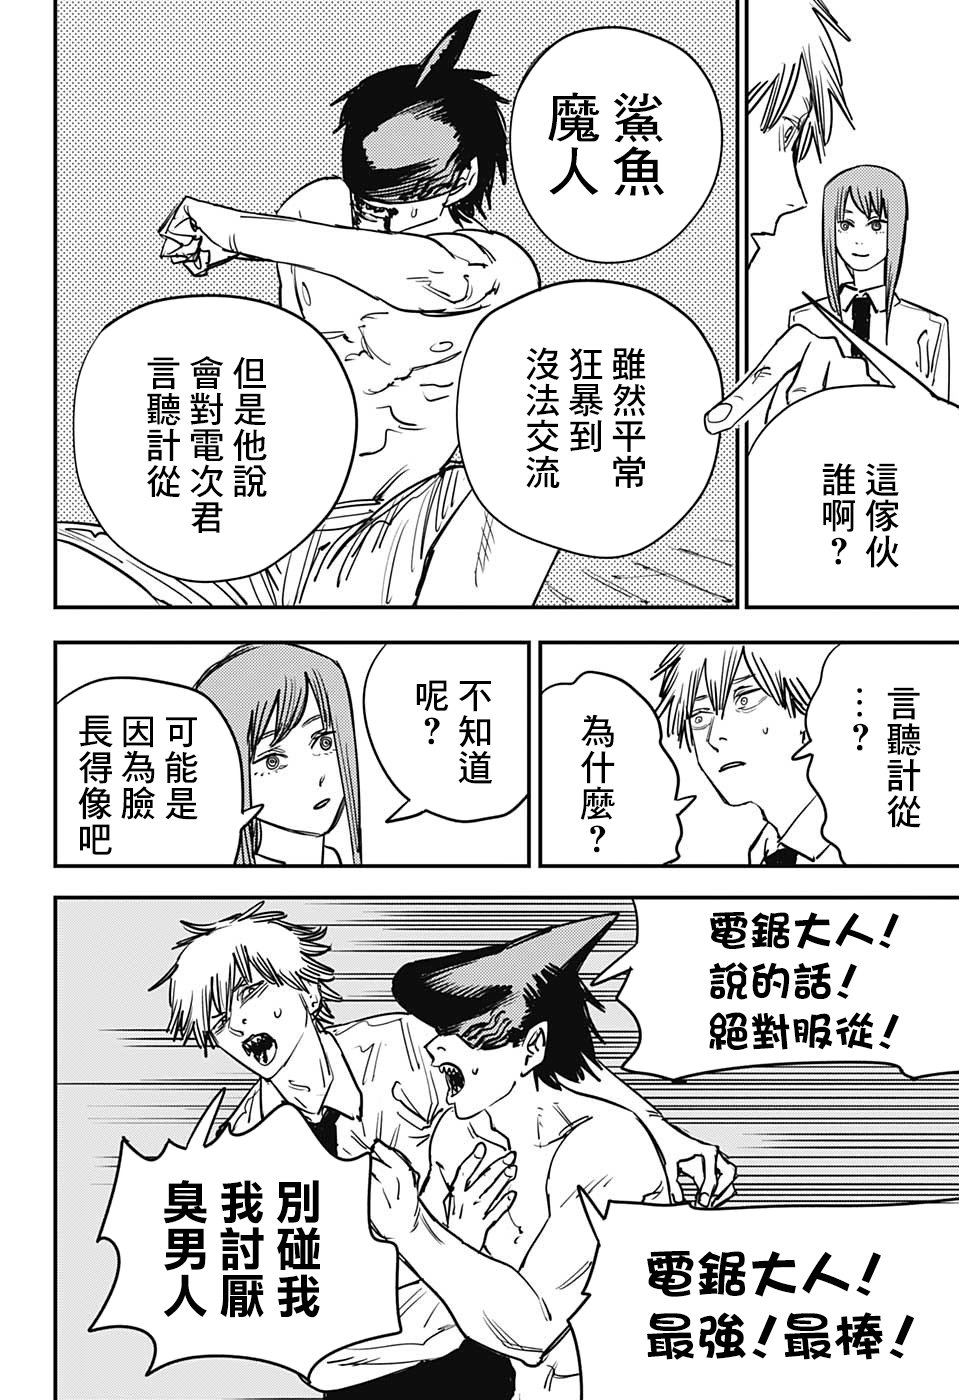 這傢伙
誰啊?
鯊魚
魔人
雖然平常
狂暴到
沒法交流
但是他說
會對電次君
言聽計從
言聽計從
…?
為什麼?
不知道
呢?
可能是
因為臉
長得像吧
電鋸大人!
說的話!
絕對服從!
電鋸大人!
最強!最棒!
別碰我
我討厭
臭男人